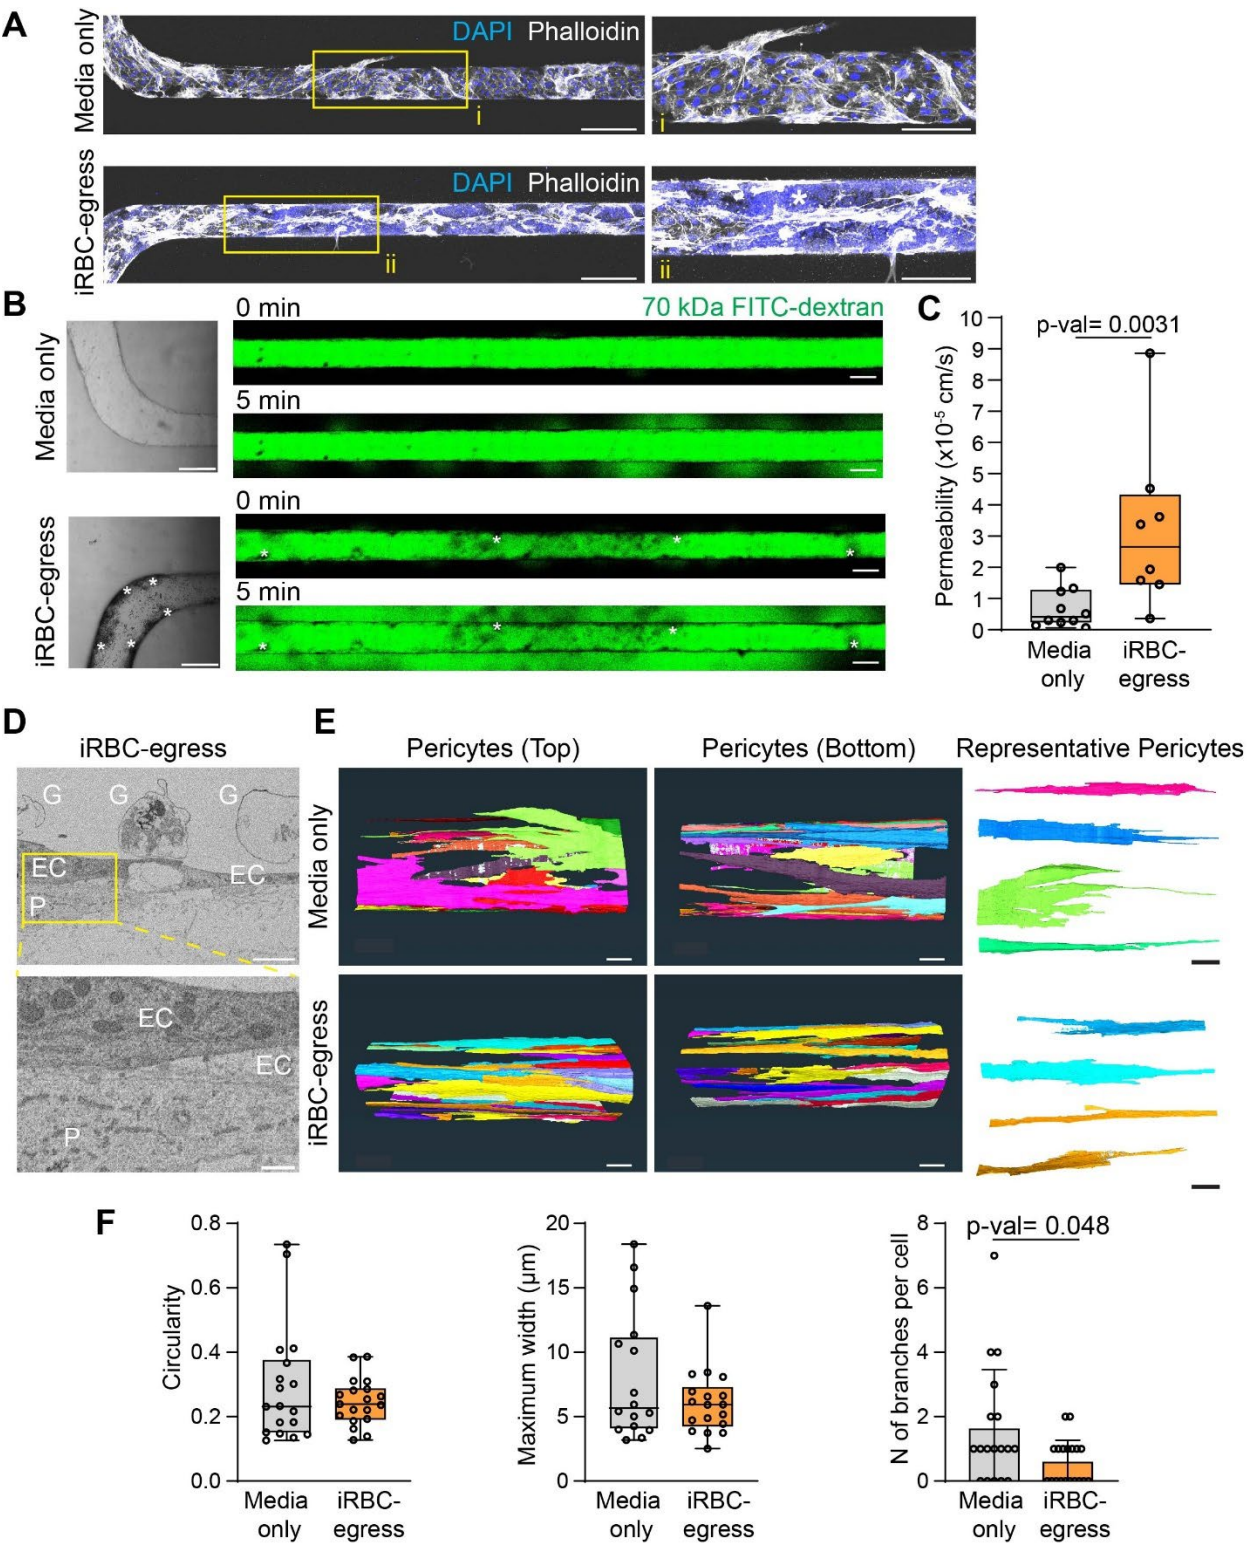 A
Media only
DAPI Phalloidin
i
i
iRBC-egress
DAPI Phalloidin
*
ii
ii
B
Media only
0 min
70 kDa FITC-dextran
5 min
iRBC-egress
0 min
* * * *
5 min
* * * *
* * * *
C
p-val= 0.0031
Permeability (x10⁻⁵ cm/s)
10
9
8
7
6
5
4
3
2
1
0
Media only
iRBC-egress
D
iRBC-egress
G G G
EC EC
P
EC
EC
P
E
Pericytes (Top)
Pericytes (Bottom)
Representative Pericytes
Media only
iRBC-egress
F
Circularity
0.8
0.6
0.4
0.2
0.0
Media only
iRBC-egress
Maximum width (µm)
20
15
10
5
0
Media only
iRBC-egress
N of branches per cell
p-val= 0.048
8
6
4
2
0
Media only
iRBC-egress